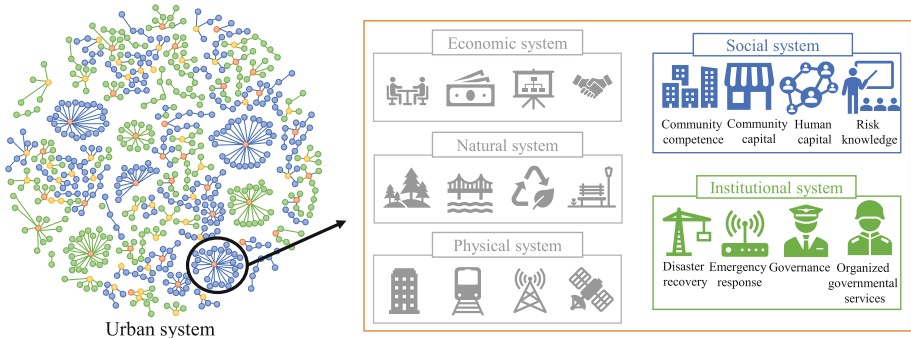 Urban system
Economic system
Natural system
Physical system
Social system
Community
competence
Community
capital
Human
capital
Risk
knowledge
Institutional system
Disaster
recovery
Emergency
response
Governance
Organized
governmental
services